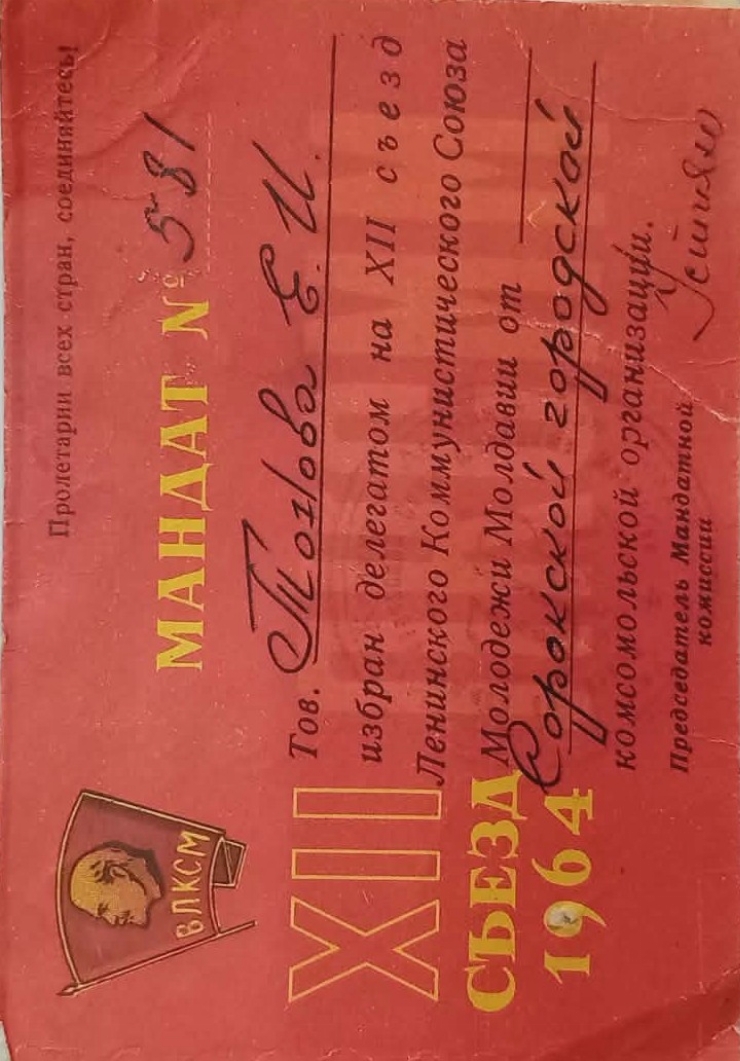 Пролетарии всех стран, соединяйтесь!
ВЛКСМ
МАНДАТ № 581
XII
СЪЕЗД
1964
Тов. Е. И.
избран делегатом на XII съезд
Ленинского Коммунистического Союза
Молодежи Молдавии от
Сорокской городской
комсомольской организации.
Председатель Мандатной
комиссии